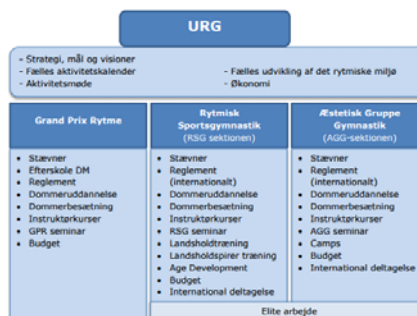 URG
- Strategi, mål og visioner
- Fælles aktivitetskalender
- Aktivitetsmøde
- Fælles udvikling af det rytmiske miljø
- Økonomi
Grand Prix Rytme
• Stævner
• Efterskole DM
• Reglement
• Dommeruddannelse
• Dommerbesætning
• Instruktørkurser
• GPR seminar
• Budget
Rytmisk
Sportsgymnastik
(RSG sektionen)
• Stævner
• Reglement
(internationalt)
• Dommeruddannelse
• Dommerbesætning
• Instruktørkurser
• RSG seminar
• Landsholdtræning
• Landsholdspirer træning
• Age Development
• Budget
• International deltagelse
Æstetisk Gruppe
Gymnastik
(AGG-sektionen)
• Stævner
• Reglement
(internationalt)
• Dommeruddannelse
• Dommerbesætning
• Instruktørkurser
• AGG seminar
• Camps
• Budget
• International deltagelse
Elite arbejde